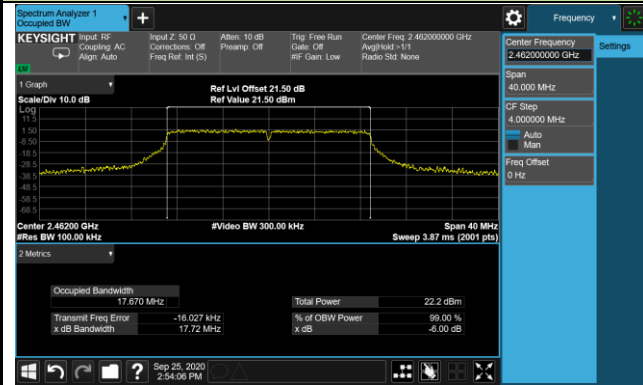 Spectrum Analyzer 1
Occupied BW
Frequency
KEYSIGHT
Input: RF
Coupling: AC
Align: Auto
Input Z: 50 Ω
Corrections: Off
Freq Ref: Int (S)
Atten: 10 dB
Preamp: Off
Trig: Free Run
Gate: Off
#IF Gain: Low
Center Freq: 2.462000000 GHz
Avg|Hold:>1/1
Radio Std: None
Center Frequency
2.462000000 GHz
Settings
Span
40.000 MHz
CF Step
4.000000 MHz
Auto
Man
Freq Offset
0 Hz
1 Graph
Scale/Div 10.0 dB
Ref Lvl Offset 21.50 dB
Ref Value 21.50 dBm
Log
11.5
1.50
-8.50
-18.5
-28.5
-38.5
-48.5
-58.5
-68.5
Center 2.46200 GHz
#Video BW 300.00 kHz
Span 40 MHz
#Res BW 100.00 kHz
Sweep 3.87 ms (2001 pts)
2 Metrics
Occupied Bandwidth
17.670 MHz
Total Power 22.2 dBm
Transmit Freq Error -16.027 kHz
% of OBW Power 99.00 %
x dB Bandwidth 17.72 MHz
x dB -6.00 dB
Sep 25, 2020
2:54:06 PM